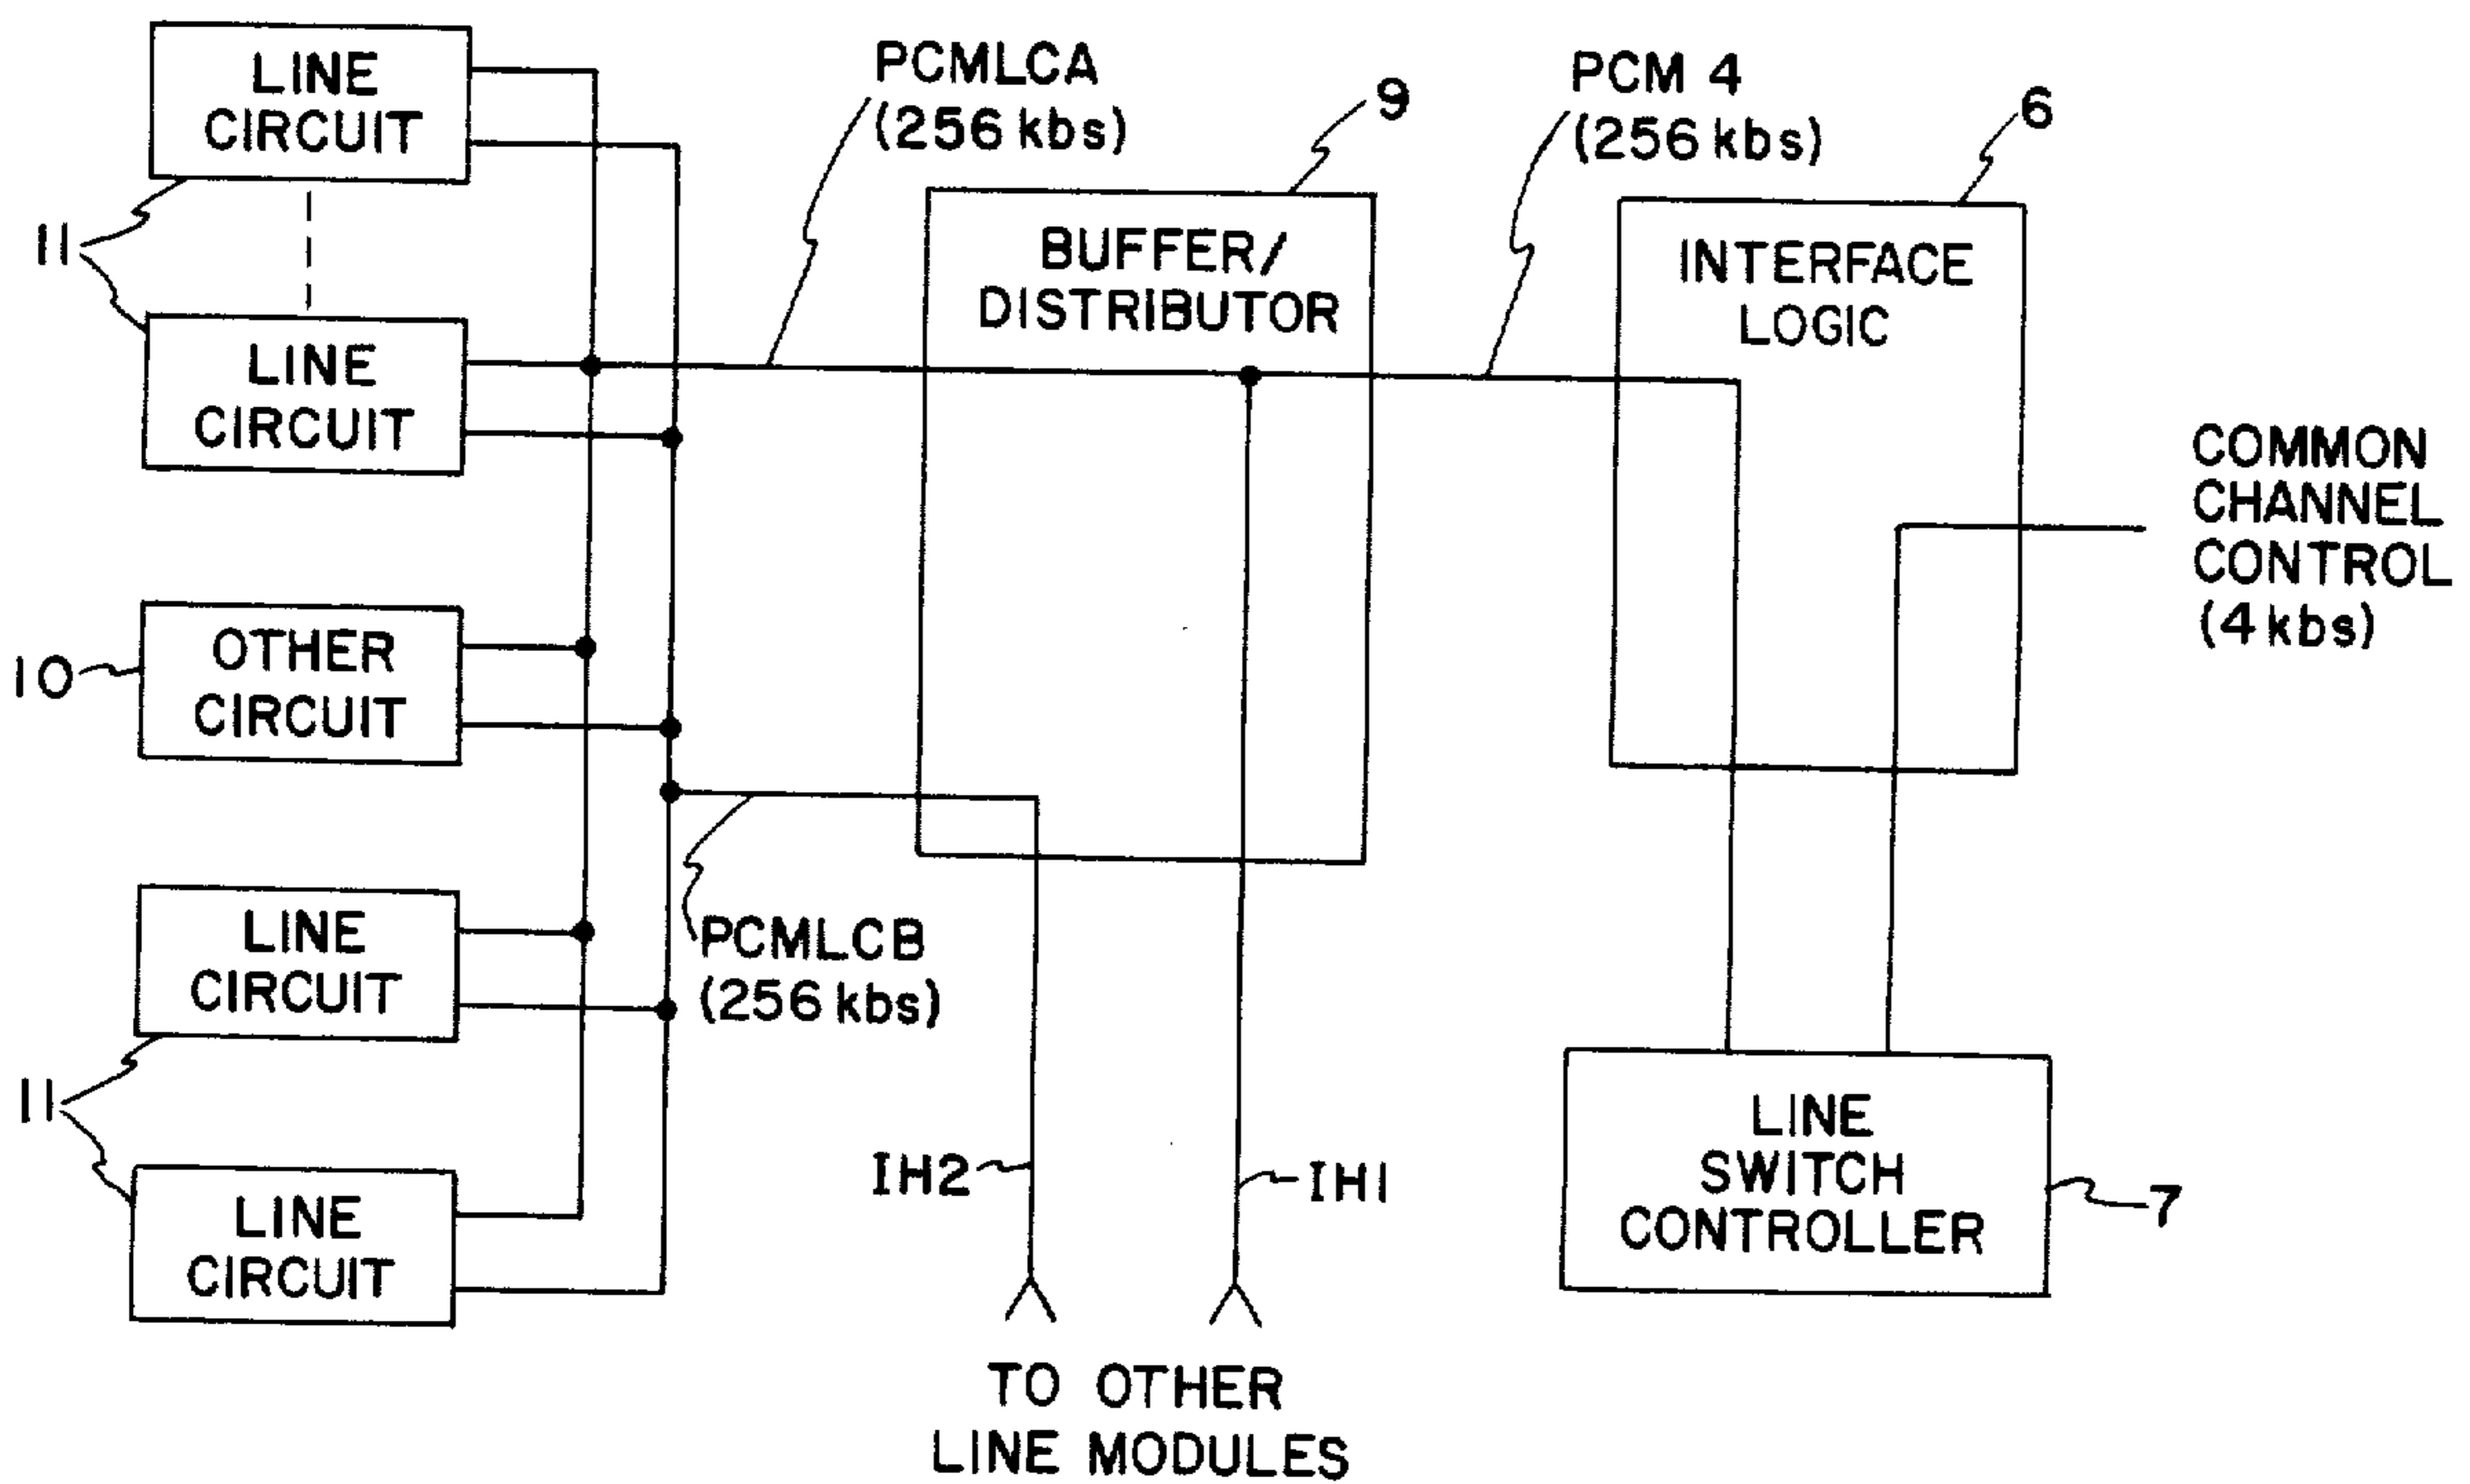 LINE
CIRCUIT
11
LINE
CIRCUIT
10
OTHER
CIRCUIT
LINE
CIRCUIT
11
LINE
CIRCUIT
PCMLCA
(256 kbs)
9
BUFFER/
DISTRIBUTOR
PCMLCB
(256 kbs)
IH2
IH1
TO OTHER
LINE MODULES
PCM 4
(256 kbs)
6
INTERFACE
LOGIC
COMMON
CHANNEL
CONTROL
(4 kbs)
LINE
SWITCH
CONTROLLER
7